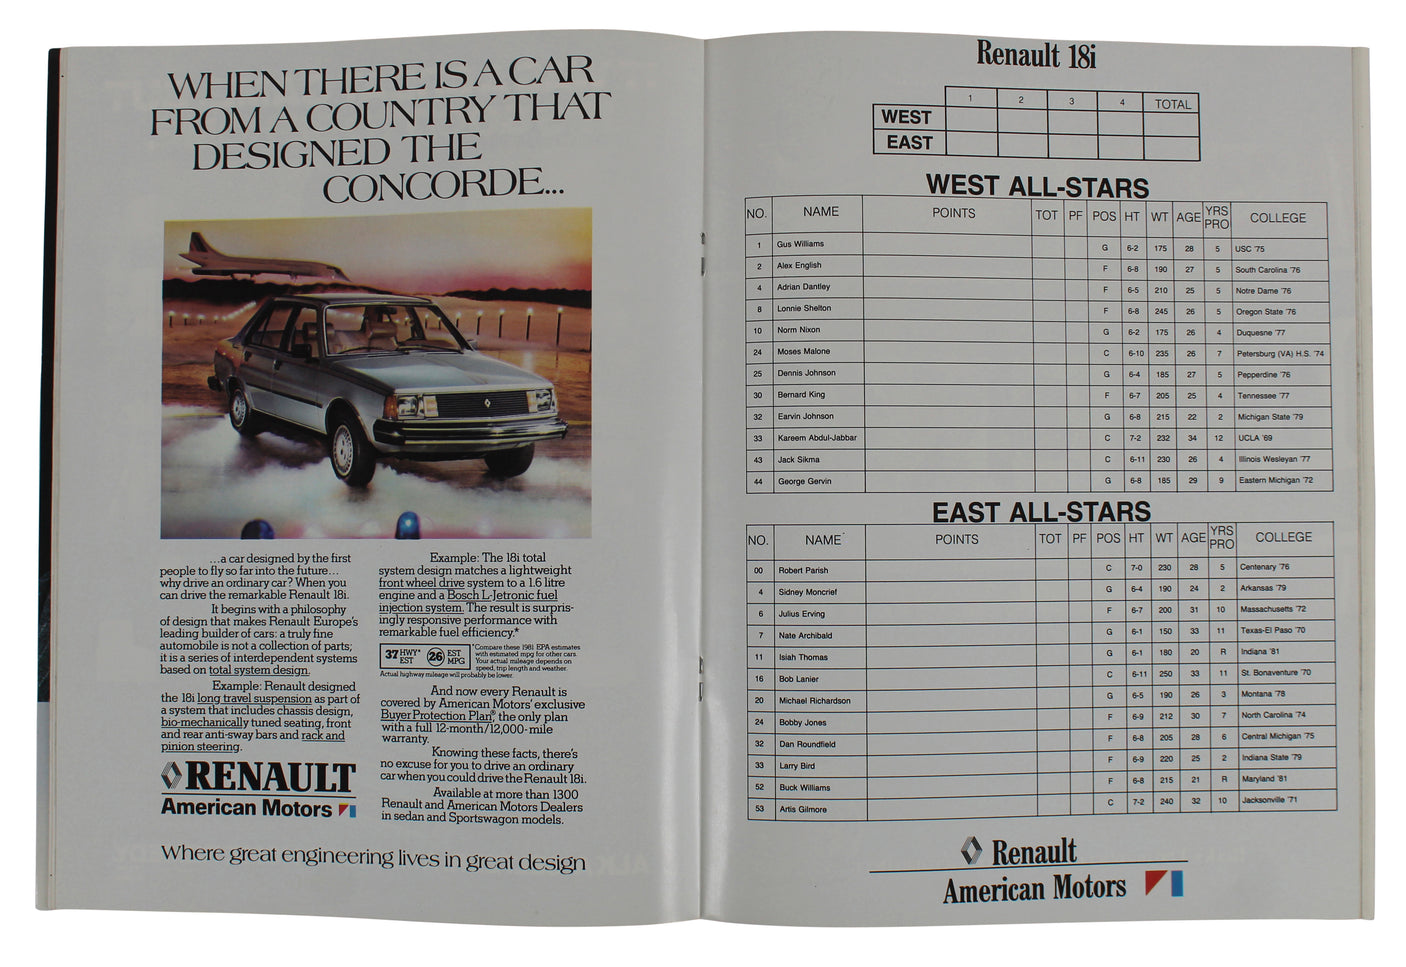 WHEN THERE IS A CAR
FROM A COUNTRY THAT
DESIGNED THE
CONCORDE...
...a car designed by the first
people to fly so far into the future...
why drive an ordinary car? When you
can drive the remarkable Renault 18i.
It begins with a philosophy
of design that makes Renault Europe's
leading builder of cars: a truly fine
automobile is not a collection of parts;
it is a series of interdependent systems
based on total system design.
Example: Renault designed
the 18i long travel suspension as part of
a system that includes chassis design,
bio-mechanically tuned seating, front
and rear anti-sway bars and rack and
pinion steering.
RENAULT
American Motors
Example: The 18i total
system design matches a lightweight
front wheel drive system to a 1.6 litre
engine and a Bosch L-Jetronic fuel
injection system. The result is surpris-
ingly responsive performance with
remarkable fuel efficiency.*
37 HWY* EST 26 EST MPG
*Compare these 1981 EPA estimates
with estimated mpg for other cars.
Your actual mileage depends on
speed, trip length and weather.
Actual highway mileage will probably be lower.
And now every Renault is
covered by American Motors' exclusive
Buyer Protection Plan®, the only plan
with a full 12-month/12,000-mile
warranty.
Knowing these facts, there's
no excuse for you to drive an ordinary
car when you could drive the Renault 18i.
Available at more than 1300
Renault and American Motors Dealers
in sedan and Sportswagon models.
Where great engineering lives in great design
Renault 18i
1 2 3 4 TOTAL
WEST
EAST
WEST ALL-STARS
NO. NAME POINTS TOT PF POS HT WT AGE YRS PRO COLLEGE
1 Gus Williams G 6-2 175 28 5 USC '75
2 Alex English F 6-8 190 27 5 South Carolina '76
4 Adrian Dantley F 6-5 210 25 5 Notre Dame '76
8 Lonnie Shelton F 6-8 245 26 5 Oregon State '76
10 Norm Nixon G 6-2 175 26 4 Duquesne '77
24 Moses Malone C 6-10 235 26 7 Petersburg (VA) H.S. '74
25 Dennis Johnson G 6-4 185 27 5 Pepperdine '76
30 Bernard King F 6-7 205 25 4 Tennessee '77
32 Earvin Johnson G 6-8 215 22 2 Michigan State '79
33 Kareem Abdul-Jabbar C 7-2 232 34 12 UCLA '69
43 Jack Sikma C 6-11 230 26 4 Illinois Wesleyan '77
44 George Gervin G 6-8 185 29 9 Eastern Michigan '72
EAST ALL-STARS
NO. NAME POINTS TOT PF POS HT WT AGE YRS PRO COLLEGE
00 Robert Parish C 7-0 230 28 5 Centenary '76
4 Sidney Moncrief G 6-4 190 24 2 Arkansas '79
6 Julius Erving F 6-7 200 31 10 Massachusetts '72
7 Nate Archibald G 6-1 150 33 11 Texas-El Paso '70
11 Isiah Thomas G 6-1 180 20 R Indiana '81
16 Bob Lanier C 6-11 250 33 11 St. Bonaventure '70
20 Michael Richardson G 6-5 190 26 3 Montana '78
24 Bobby Jones F 6-9 212 30 7 North Carolina '74
32 Dan Roundfield F 6-8 205 28 6 Central Michigan '75
33 Larry Bird F 6-9 220 25 2 Indiana State '79
52 Buck Williams F 6-8 215 21 R Maryland '81
53 Artis Gilmore C 7-2 240 32 10 Jacksonville '71
Renault
American Motors